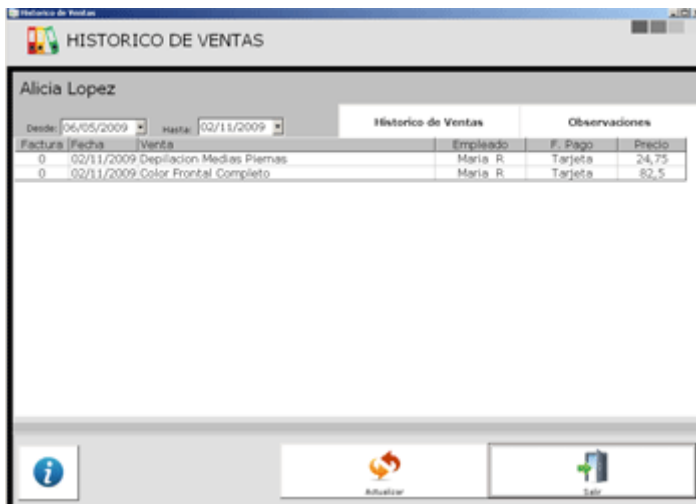 Historico de Ventas
HISTORICO DE VENTAS
Alicia Lopez
Desde: 06/05/2009 Hasta: 02/11/2009 Historico de Ventas Observaciones
Factura Fecha Venta Empleado F. Pago Precio
0 02/11/2009 Depilacion Medias Piernas Maria R Tarjeta 24,75
0 02/11/2009 Color Frontal Completo Maria R Tarjeta 82,5
Actualizar Salir